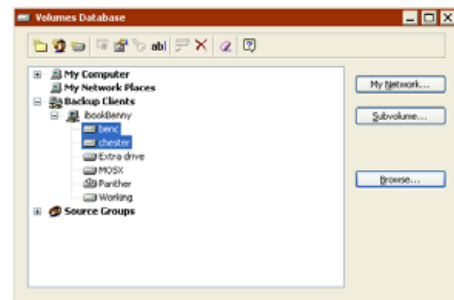 Volumes Database
abl
My Computer
My Network Places
Backup Clients
ibookBenny
benc
chester
Extra drive
MOSX
Panther
Working
Source Groups
My Network...
Subvolume...
Browse...